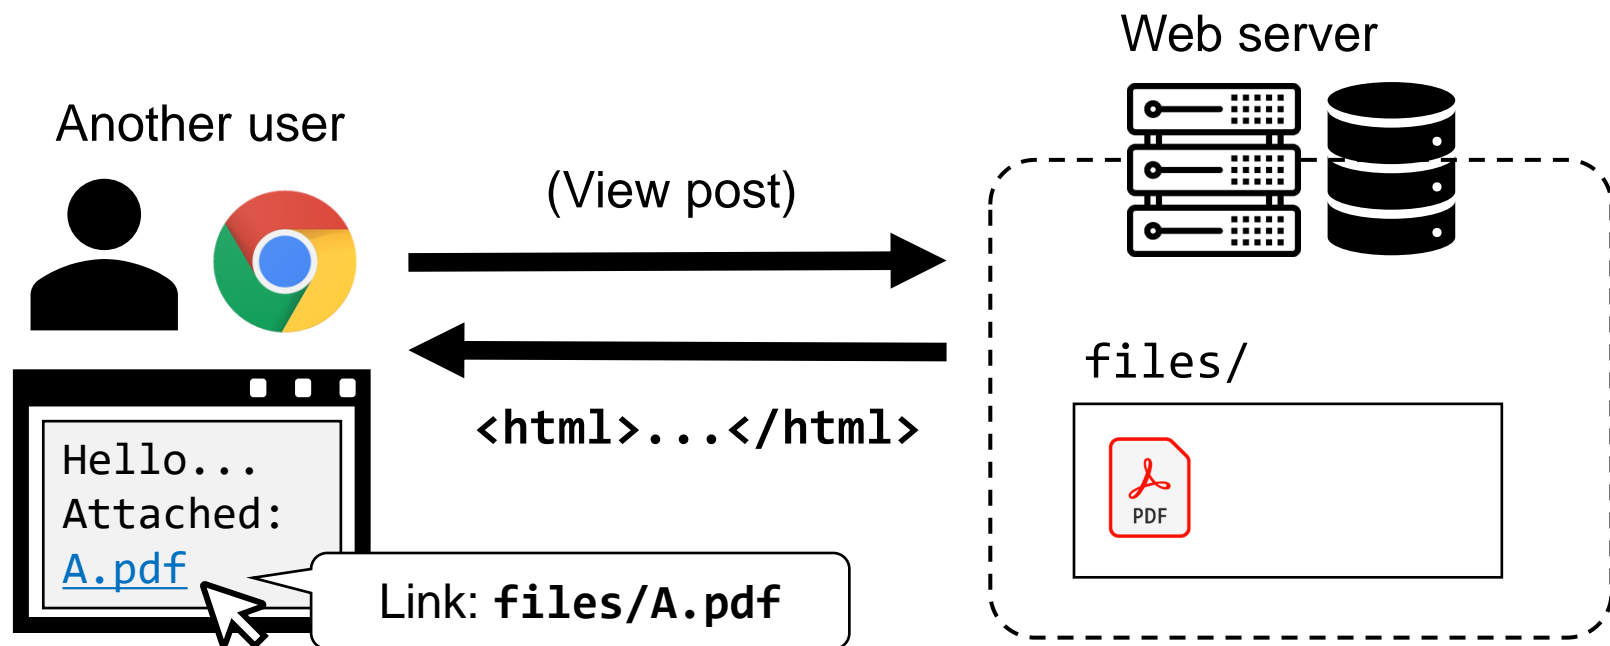 Web server
Another user
(View post)
files/
<html>...</html>
Hello...
Attached:
A.pdf
PDF
Link: files/A.pdf